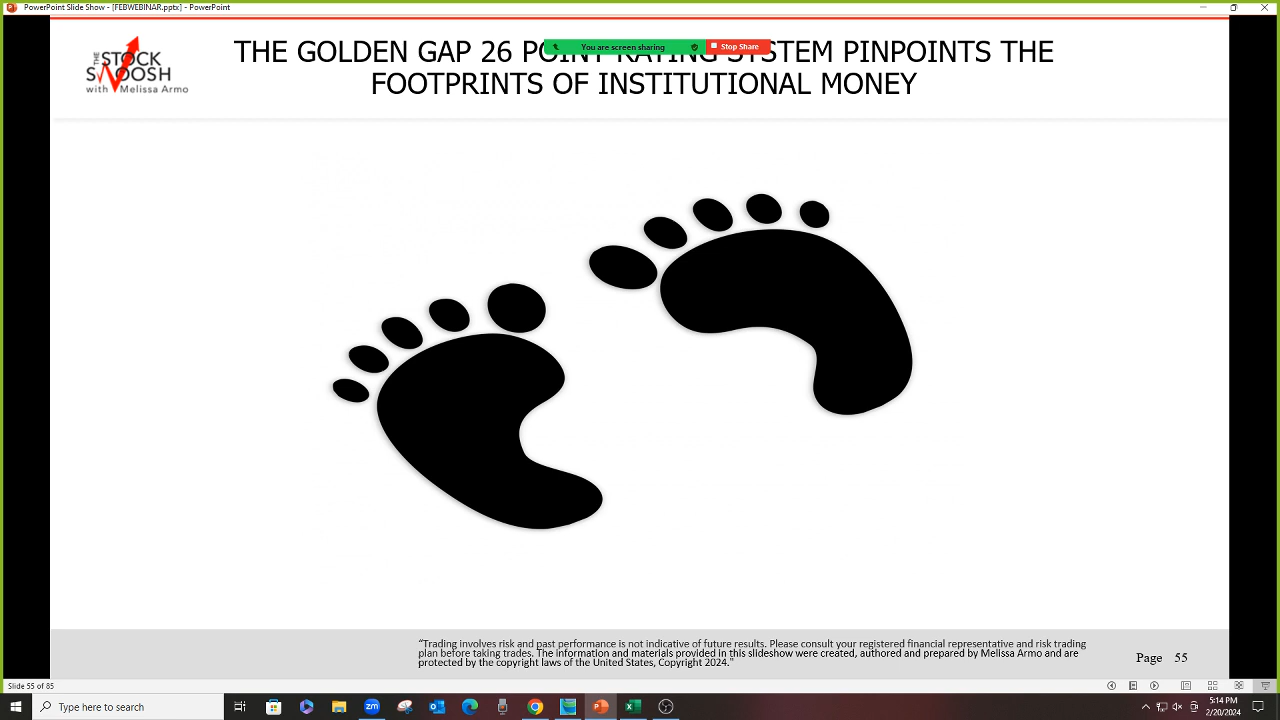 PowerPoint Slide Show - [FEBWEBINAR.pptx] - PowerPoint
You are screen sharing
Stop Share
THE STOCK
SWOOSH
with Melissa Armo
THE GOLDEN GAP 26 POINT RATING SYSTEM PINPOINTS THE
FOOTPRINTS OF INSTITUTIONAL MONEY
“Trading involves risk and past performance is not indicative of future results. Please consult your registered financial representative and risk trading
plan before taking trades. The information and materials provided in this slideshow were created, authored and prepared by Melissa Armo and are
protected by the copyright laws of the United States, Copyright 2024."
Page 55
Slide 55 of 85
Type here to search
5:14 PM
2/20/2024